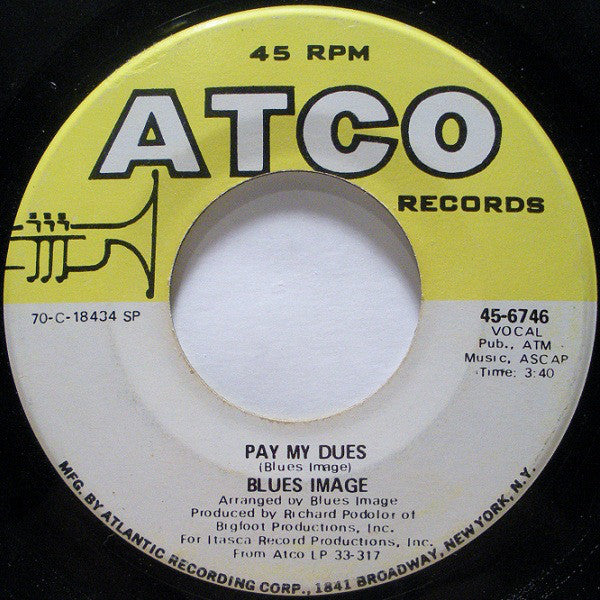 45 RPM
ATCO
RECORDS
70-C-18434 SP
45-6746
VOCAL
Pub., ATM
Music, ASCAP
Time: 3:40
PAY MY DUES
(Blues Image)
BLUES IMAGE
Arranged by Blues Image
Produced by Richard Podolor of
Bigfoot Productions, Inc.
For Itasca Record Productions, Inc.
From Atco LP 33-317
MFG. BY ATLANTIC RECORDING CORP., 1841 BROADWAY, NEW YORK, N.Y.